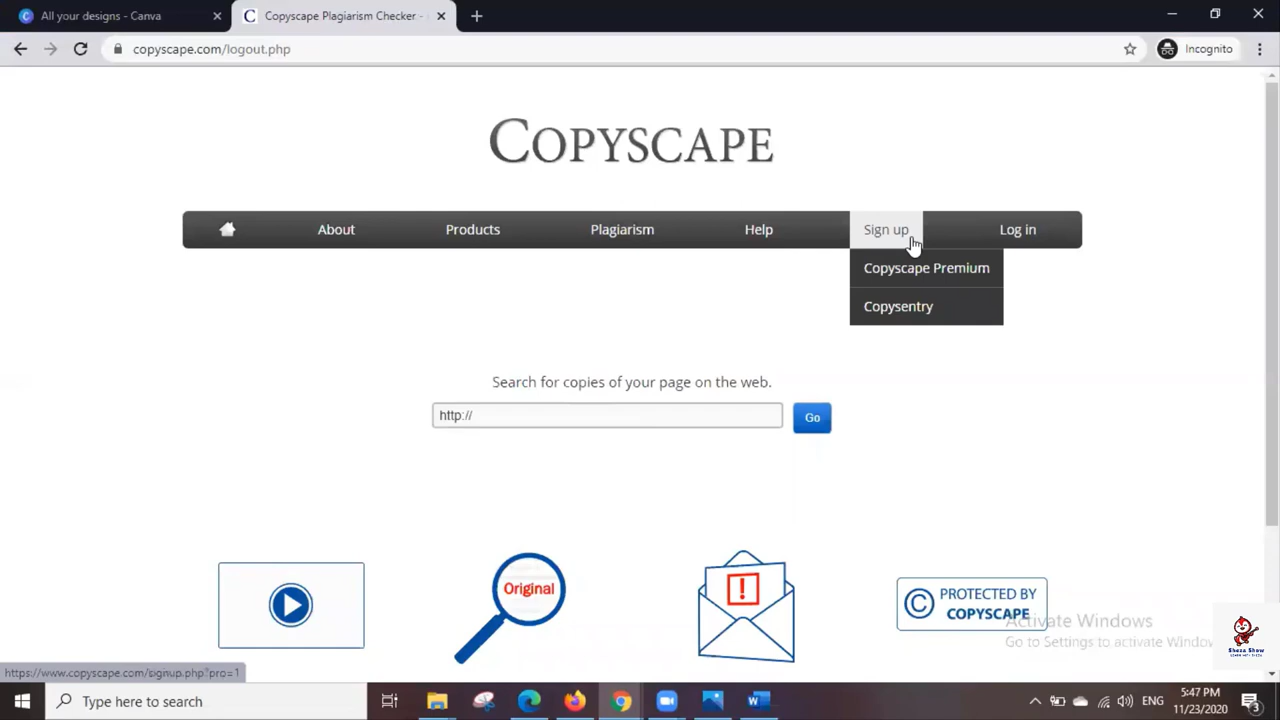 All your designs - Canva
Copyscape Plagiarism Checker -
copyscape.com/logout.php
Incognito
COPYSCAPE
About
Products
Plagiarism
Help
Sign up
Log in
Copyscape Premium
Copysentry
Search for copies of your page on the web.
http://
Go
Original
!
© PROTECTED BY
COPYSCAPE
Activate Windows
Go to Settings to activate Window
Sheza Show
https://www.copyscape.com/signup.php?pro=1
Type here to search
ENG
5:47 PM
11/23/2020
3